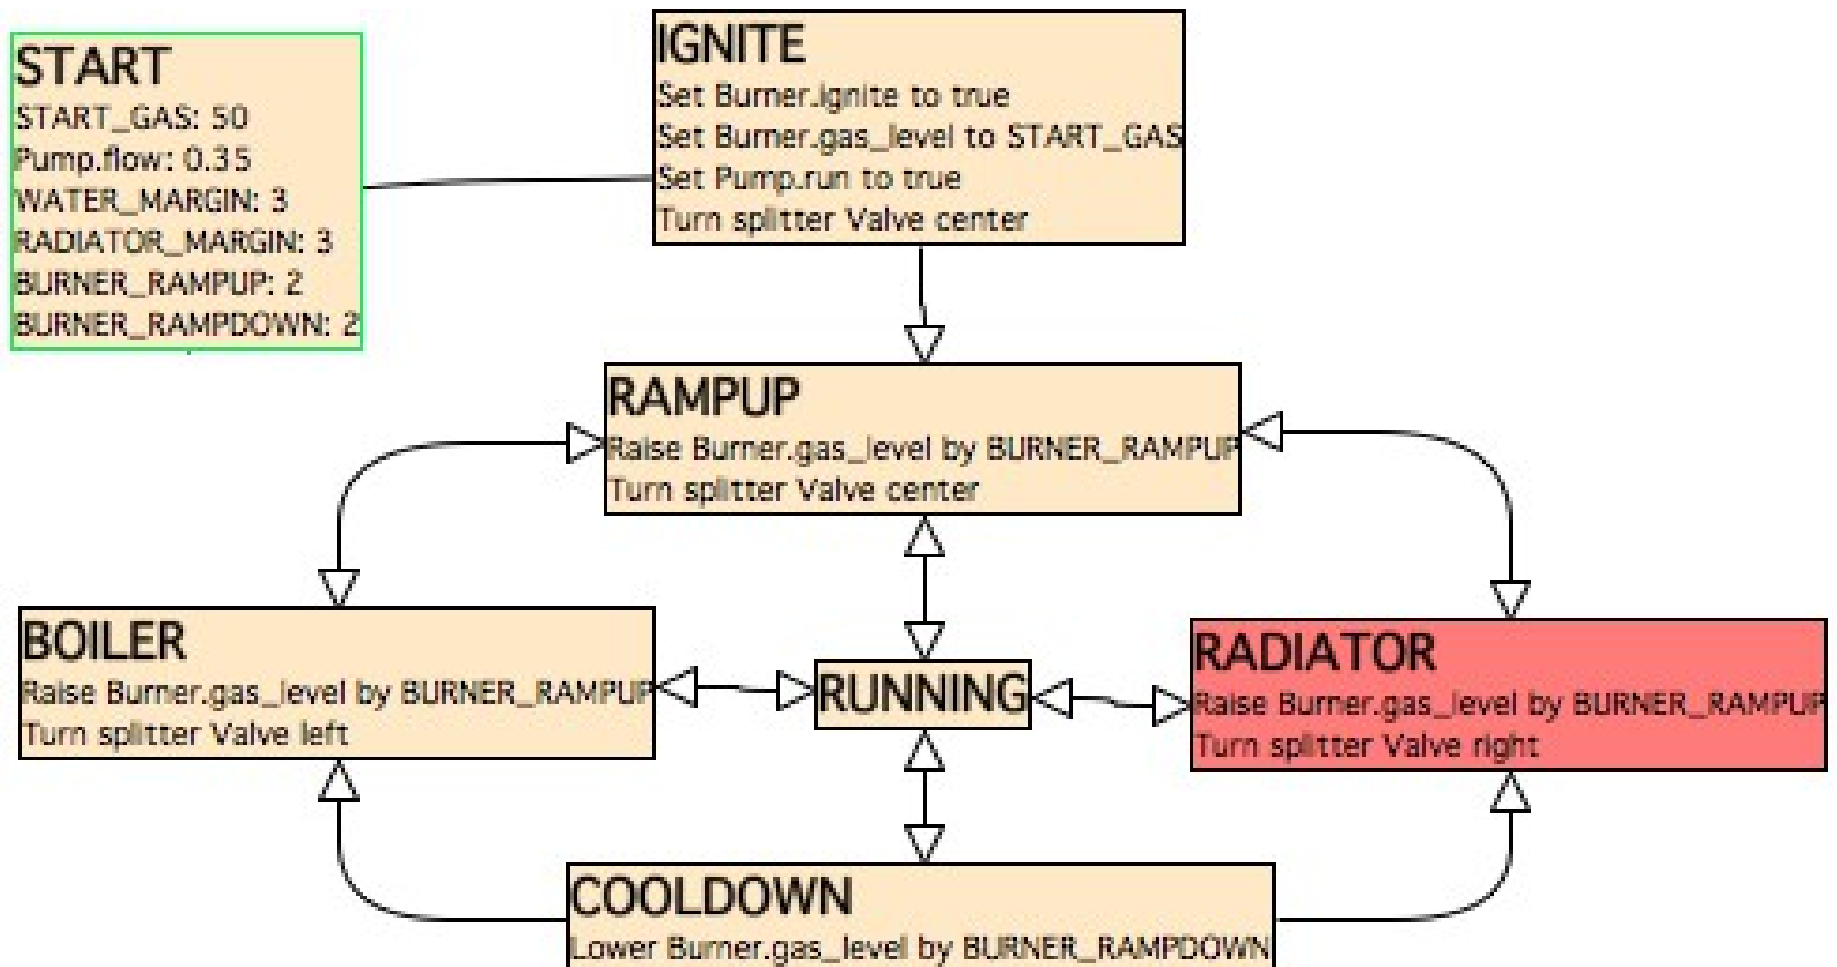 START
START_GAS: 50
Pump.flow: 0.35
WATER_MARGIN: 3
RADIATOR_MARGIN: 3
BURNER_RAMPUP: 2
BURNER_RAMPDOWN: 2
IGNITE
Set Burner.ignite to true
Set Burner.gas_level to START_GAS
Set Pump.run to true
Turn splitter Valve center
RAMPUP
Raise Burner.gas_level by BURNER_RAMPUP
Turn splitter Valve center
BOILER
Raise Burner.gas_level by BURNER_RAMPUP
Turn splitter Valve left
RUNNING
RADIATOR
Raise Burner.gas_level by BURNER_RAMPUP
Turn splitter Valve right
COOLDOWN
Lower Burner.gas_level by BURNER_RAMPDOWN